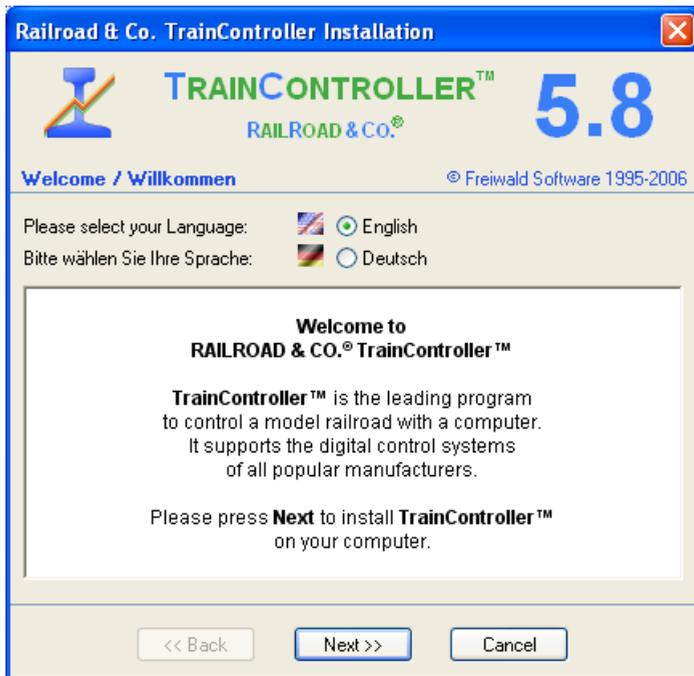 Railroad & Co. TrainController Installation
TRAINCONTROLLER™ 5.8
RAILROAD & CO.®
Welcome / Willkommen © Freiwald Software 1995-2006
Please select your Language: English
Bitte wählen Sie Ihre Sprache: Deutsch
Welcome to
RAILROAD & CO.® TrainController™
TrainController™ is the leading program
to control a model railroad with a computer.
It supports the digital control systems
of all popular manufacturers.
Please press Next to install TrainController™
on your computer.
<< Back Next >> Cancel